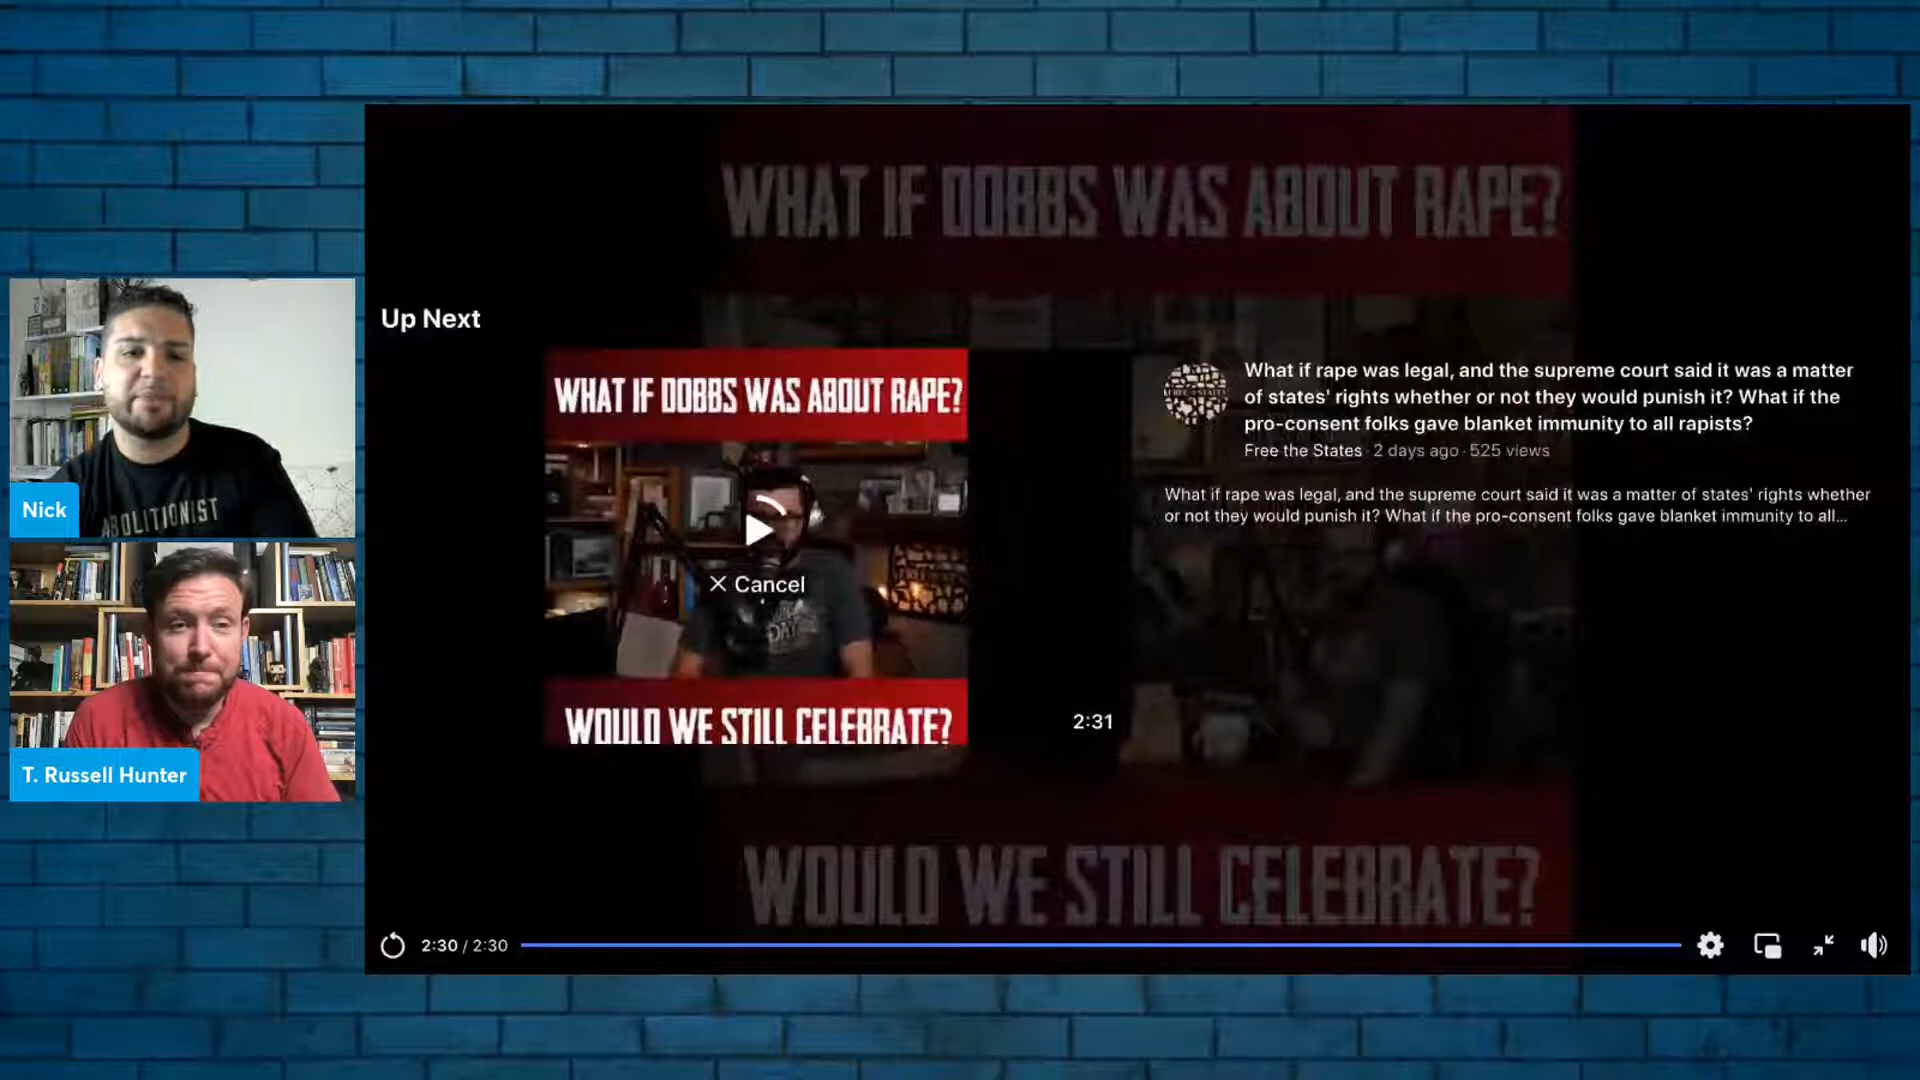 WHAT IF DOBBS WAS ABOUT RAPE?
Up Next
WHAT IF DOBBS WAS ABOUT RAPE?
Cancel
WOULD WE STILL CELEBRATE?
2:31
What if rape was legal, and the supreme court said it was a matter
of states' rights whether or not they would punish it? What if the
pro-consent folks gave blanket immunity to all rapists?
Free the States · 2 days ago · 525 views
What if rape was legal, and the supreme court said it was a matter of states' rights whether
or not they would punish it? What if the pro-consent folks gave blanket immunity to all...
ABOLITIONIST
Nick
T. Russell Hunter
WOULD WE STILL CELEBRATE?
2:30 / 2:30